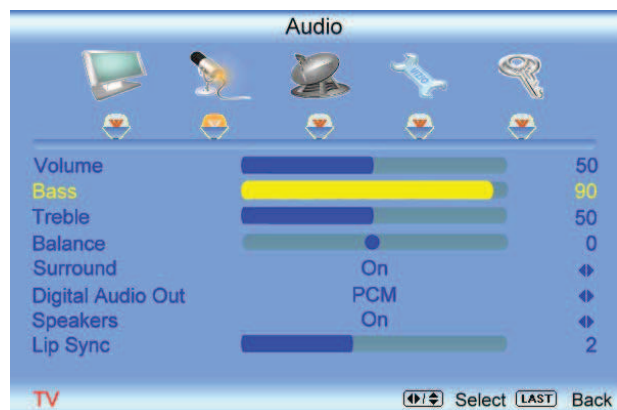 Audio
Volume 50
Bass 90
Treble 50
Balance 0
Surround On
Digital Audio Out PCM
Speakers On
Lip Sync 2
TV Select LAST Back